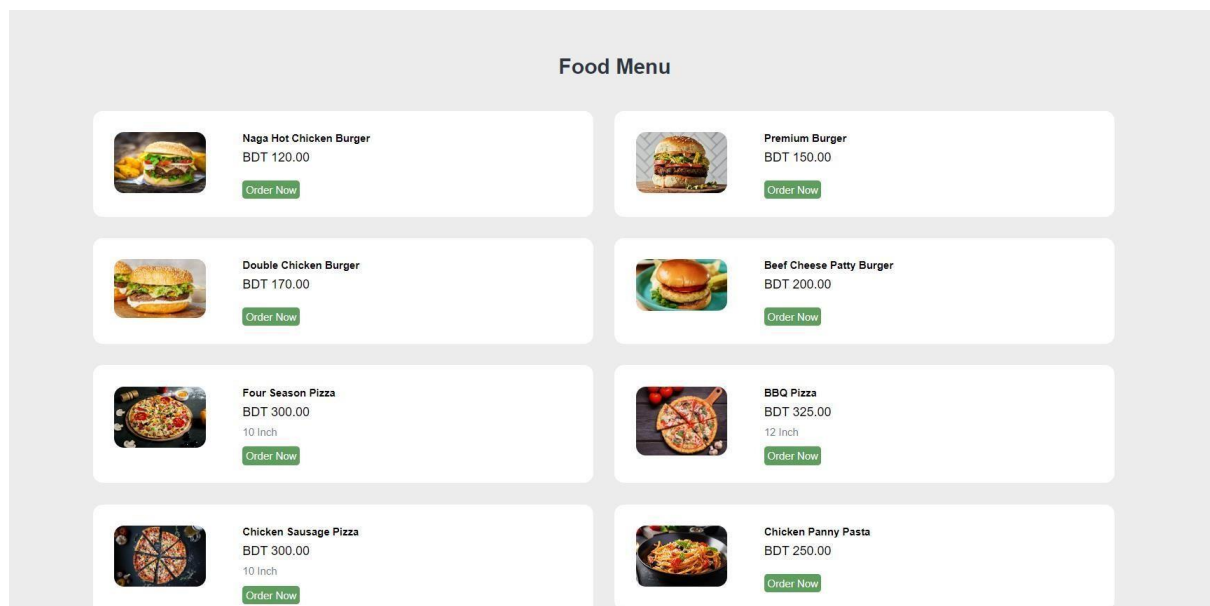 Food Menu
Naga Hot Chicken Burger
BDT 120.00
Order Now
Premium Burger
BDT 150.00
Order Now
Double Chicken Burger
BDT 170.00
Order Now
Beef Cheese Patty Burger
BDT 200.00
Order Now
Four Season Pizza
BDT 300.00
10 Inch
Order Now
BBQ Pizza
BDT 325.00
12 Inch
Order Now
Chicken Sausage Pizza
BDT 300.00
10 Inch
Order Now
Chicken Panny Pasta
BDT 250.00
Order Now